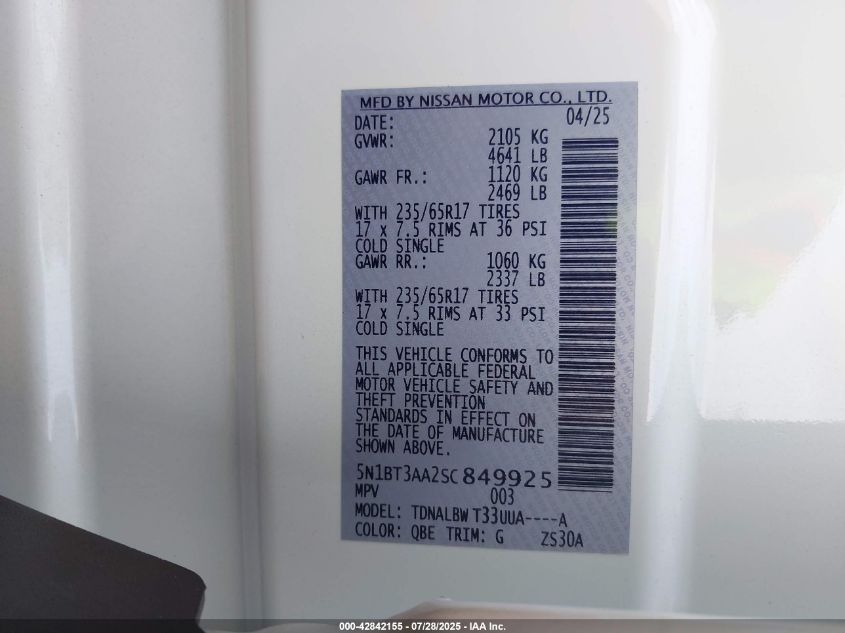 MFD BY NISSAN MOTOR CO., LTD.
DATE: 04/25
GVWR: 2105 KG
4641 LB
GAWR FR.: 1120 KG
2469 LB
WITH 235/65R17 TIRES
17 x 7.5 RIMS AT 36 PSI
COLD SINGLE
GAWR RR.: 1060 KG
2337 LB
WITH 235/65R17 TIRES
17 x 7.5 RIMS AT 33 PSI
COLD SINGLE
THIS VEHICLE CONFORMS TO
ALL APPLICABLE FEDERAL
MOTOR VEHICLE SAFETY AND
THEFT PREVENTION
STANDARDS IN EFFECT ON
THE DATE OF MANUFACTURE
SHOWN ABOVE.
5N1BT3AA2SC849925
MPV 003
MODEL: TDNALBW T33UUA----A
COLOR: QBE TRIM: G ZS30A
000-42842155 - 07/28/2025 - IAA Inc.